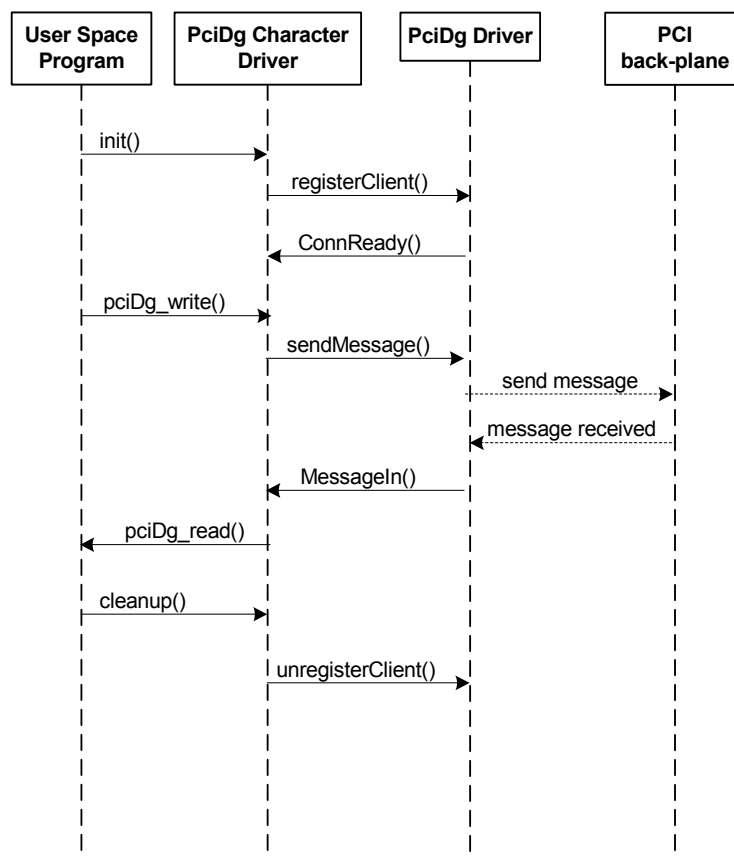 User Space
Program
PciDg Character
Driver
PciDg Driver
PCI
back-plane
init()
registerClient()
ConnReady()
pciDg_write()
sendMessage()
send message
message received
MessageIn()
pciDg_read()
cleanup()
unregisterClient()